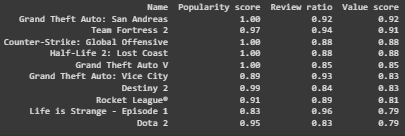 Name Popularity score Review ratio Value score
Grand Theft Auto: San Andreas 1.00 0.92 0.92
Team Fortress 2 0.97 0.94 0.91
Counter-Strike: Global Offensive 1.00 0.88 0.88
Half-Life 2: Lost Coast 1.00 0.88 0.88
Grand Theft Auto V 1.00 0.85 0.85
Grand Theft Auto: Vice City 0.89 0.93 0.83
Destiny 2 0.99 0.84 0.83
Rocket League® 0.91 0.89 0.81
Life is Strange - Episode 1 0.83 0.96 0.79
Dota 2 0.95 0.83 0.79